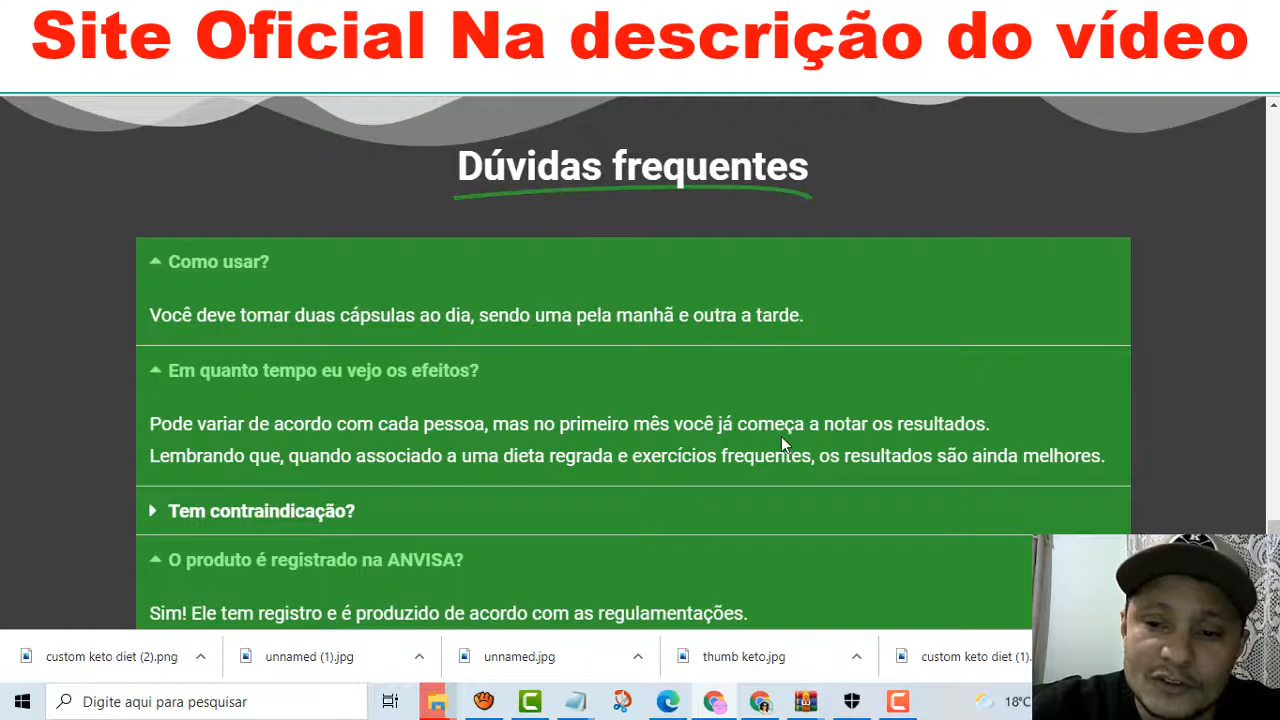 Site Oficial Na descrição do vídeo
Dúvidas frequentes
Como usar?
Você deve tomar duas cápsulas ao dia, sendo uma pela manhã e outra a tarde.
Em quanto tempo eu vejo os efeitos?
Pode variar de acordo com cada pessoa, mas no primeiro mês você já começa a notar os resultados.
Lembrando que, quando associado a uma dieta regrada e exercícios frequentes, os resultados são ainda melhores.
Tem contraindicação?
O produto é registrado na ANVISA?
Sim! Ele tem registro e é produzido de acordo com as regulamentações.
custom keto diet (2).png
unnamed (1).jpg
unnamed.jpg
thumb keto.jpg
custom keto diet (1).
Digite aqui para pesquisar
18°C